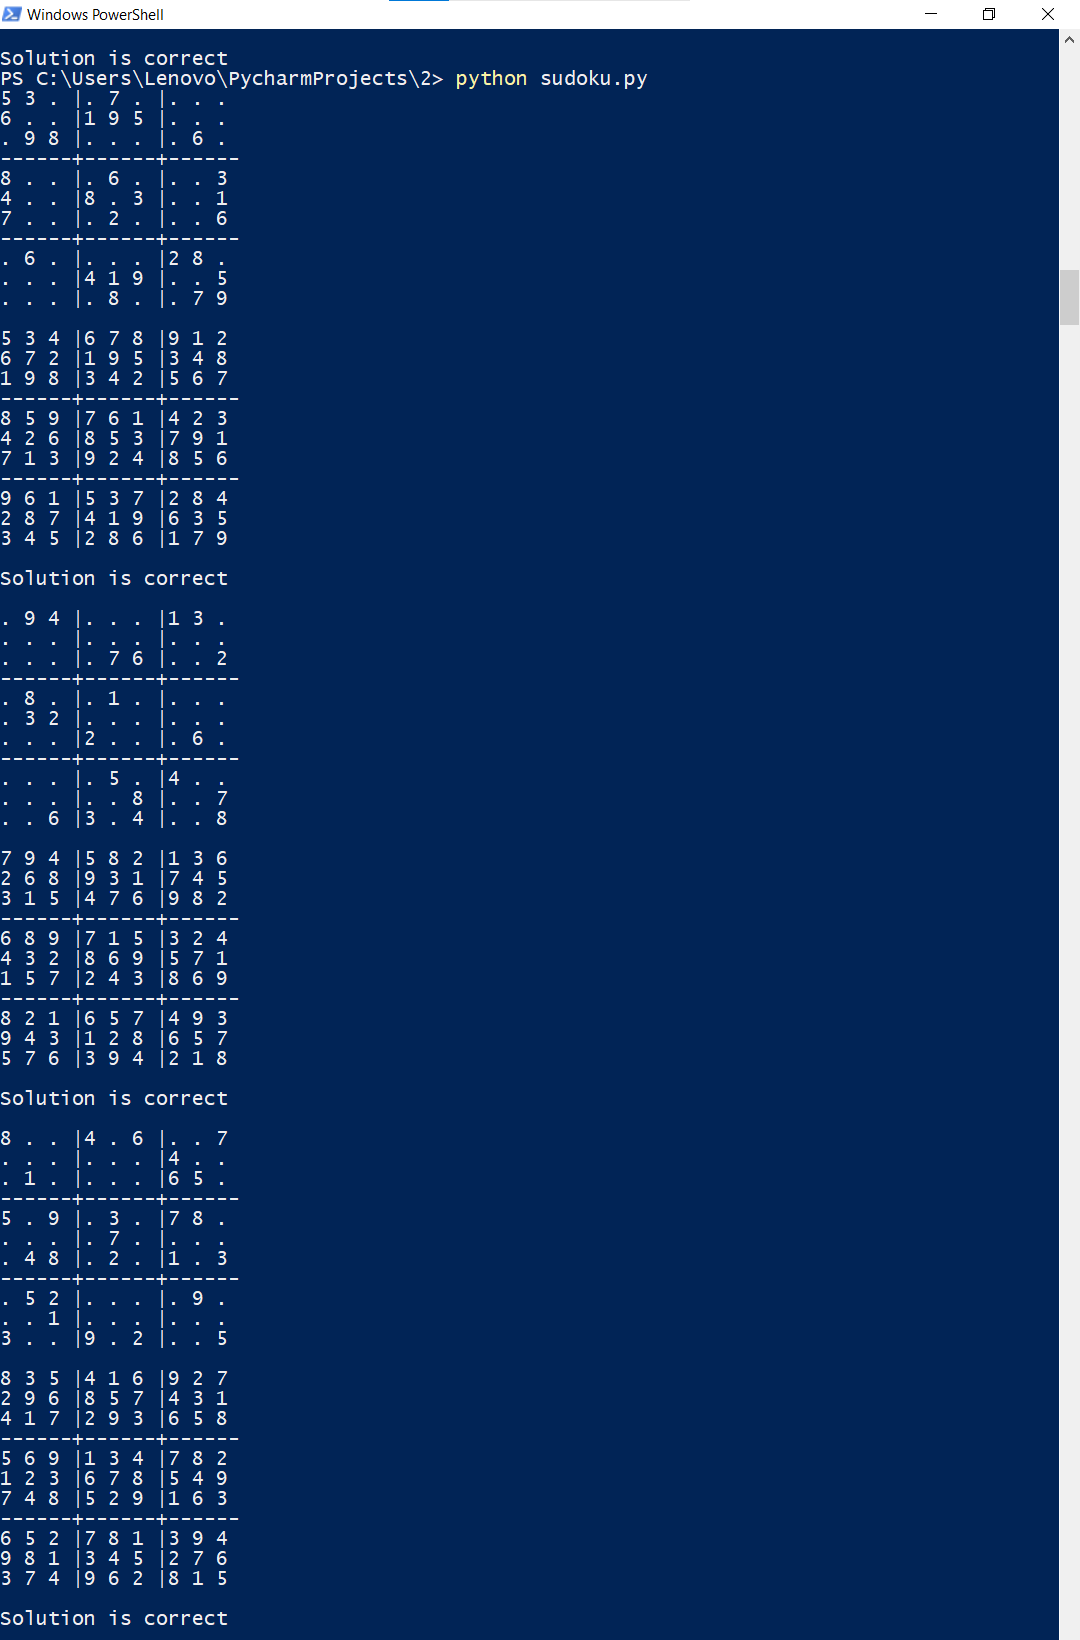 Windows PowerShell
Solution is correct
PS C:\Users\Lenovo\PycharmProjects\2> python sudoku.py
5 3 . |. 7 . |. . .
6 . . |1 9 5 |. . .
. 9 8 |. . . |. 6 .
------+------+------
8 . . |. 6 . |. . 3
4 . . |8 . 3 |. . 1
7 . . |. 2 . |. . 6
------+------+------
. 6 . |. . . |2 8 .
. . . |4 1 9 |. . 5
. . . |. 8 . |. 7 9
5 3 4 |6 7 8 |9 1 2
6 7 2 |1 9 5 |3 4 8
1 9 8 |3 4 2 |5 6 7
------+------+------
8 5 9 |7 6 1 |4 2 3
4 2 6 |8 5 3 |7 9 1
7 1 3 |9 2 4 |8 5 6
------+------+------
9 6 1 |5 3 7 |2 8 4
2 8 7 |4 1 9 |6 3 5
3 4 5 |2 8 6 |1 7 9
Solution is correct
. 9 4 |. . . |1 3 .
. . . |. . . |. . .
. . . |. 7 6 |. . 2
------+------+------
. 8 . |. 1 . |. . .
. 3 2 |. . . |. . .
. . . |2 . . |. 6 .
------+------+------
. . . |. 5 . |4 . .
. . . |. . 8 |. . 7
. . 6 |3 . 4 |. . 8
7 9 4 |5 8 2 |1 3 6
2 6 8 |9 3 1 |7 4 5
3 1 5 |4 7 6 |9 8 2
------+------+------
6 8 9 |7 1 5 |3 2 4
4 3 2 |8 6 9 |5 7 1
1 5 7 |2 4 3 |8 6 9
------+------+------
8 2 1 |6 5 7 |4 9 3
9 4 3 |1 2 8 |6 5 7
5 7 6 |3 9 4 |2 1 8
Solution is correct
8 . . |4 . 6 |. . 7
. . . |. . . |4 . .
. 1 . |. . . |6 5 .
------+------+------
5 . 9 |. 3 . |7 8 .
. . . |. 7 . |. . .
. 4 8 |. 2 . |1 . 3
------+------+------
. 5 2 |. . . |. 9 .
. . 1 |. . . |. . .
3 . . |9 . 2 |. . 5
8 3 5 |4 1 6 |9 2 7
2 9 6 |8 5 7 |4 3 1
4 1 7 |2 9 3 |6 5 8
------+------+------
5 6 9 |1 3 4 |7 8 2
1 2 3 |6 7 8 |5 4 9
7 4 8 |5 2 9 |1 6 3
------+------+------
6 5 2 |7 8 1 |3 9 4
9 8 1 |3 4 5 |2 7 6
3 7 4 |9 6 2 |8 1 5
Solution is correct